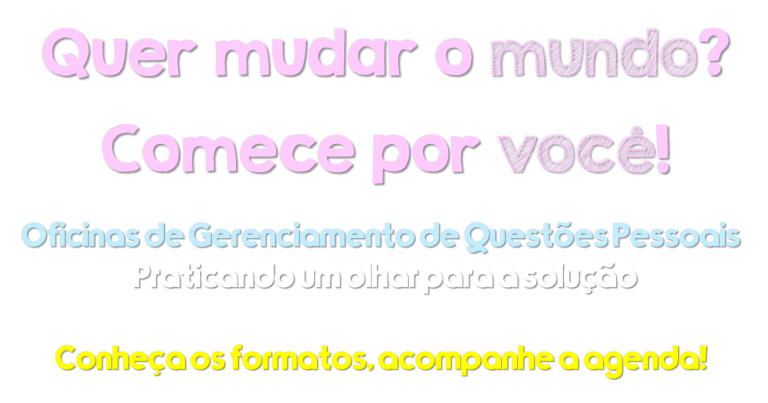 Quer mudar o mundo?
Comece por você!
Oficinas de Gerenciamento de Questões Pessoais
Praticando um olhar para a solução
Conheça os formatos, acompanhe a agenda!